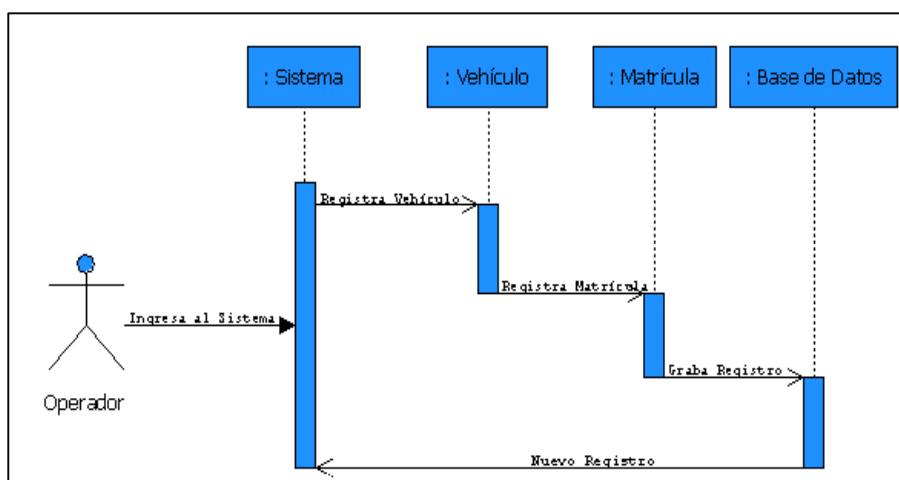 : Sistema
: Vehículo
: Matrícula
: Base de Datos
Registra Vehículo
Registra Matrícula
Ingresa al Sistema
Graba Registro
Operador
Nuevo Registro